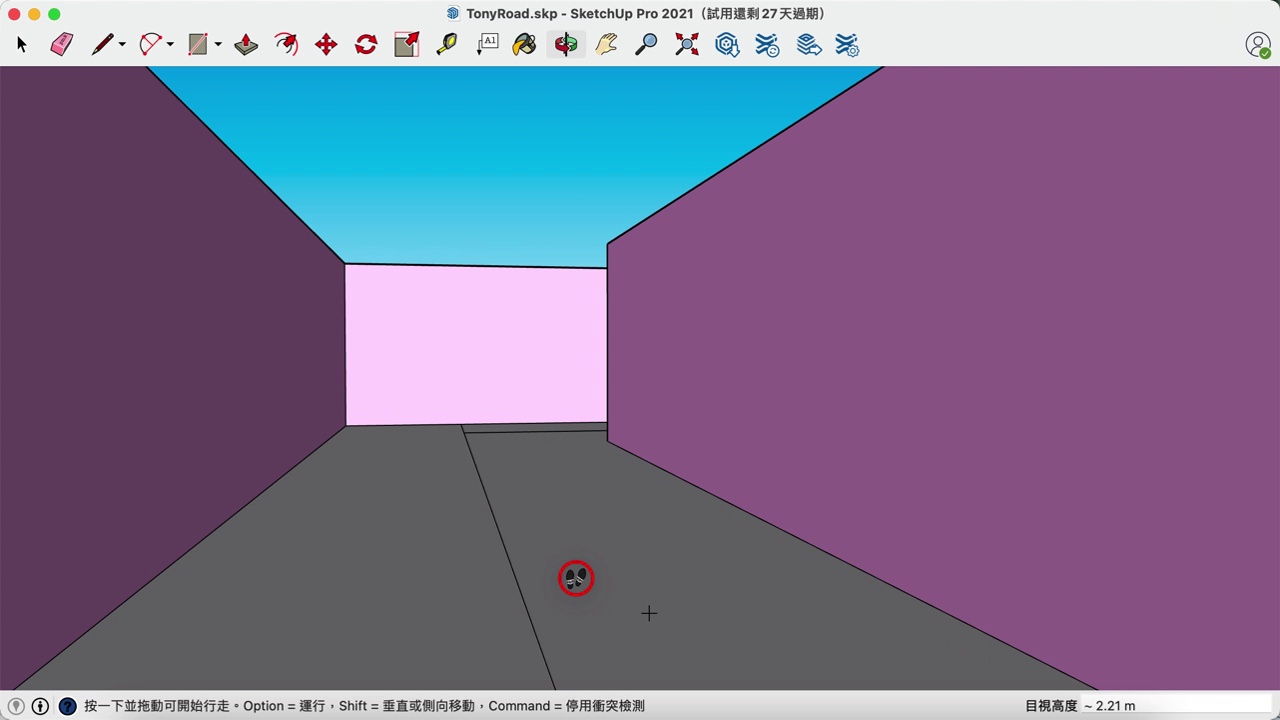 TonyRoad.skp - SketchUp Pro 2021（試用還剩 27 天過期）
A1
按一下並拖動可開始行走。Option = 運行，Shift = 垂直或側向移動，Command = 停用衝突檢測
目視高度 ~ 2.21 m